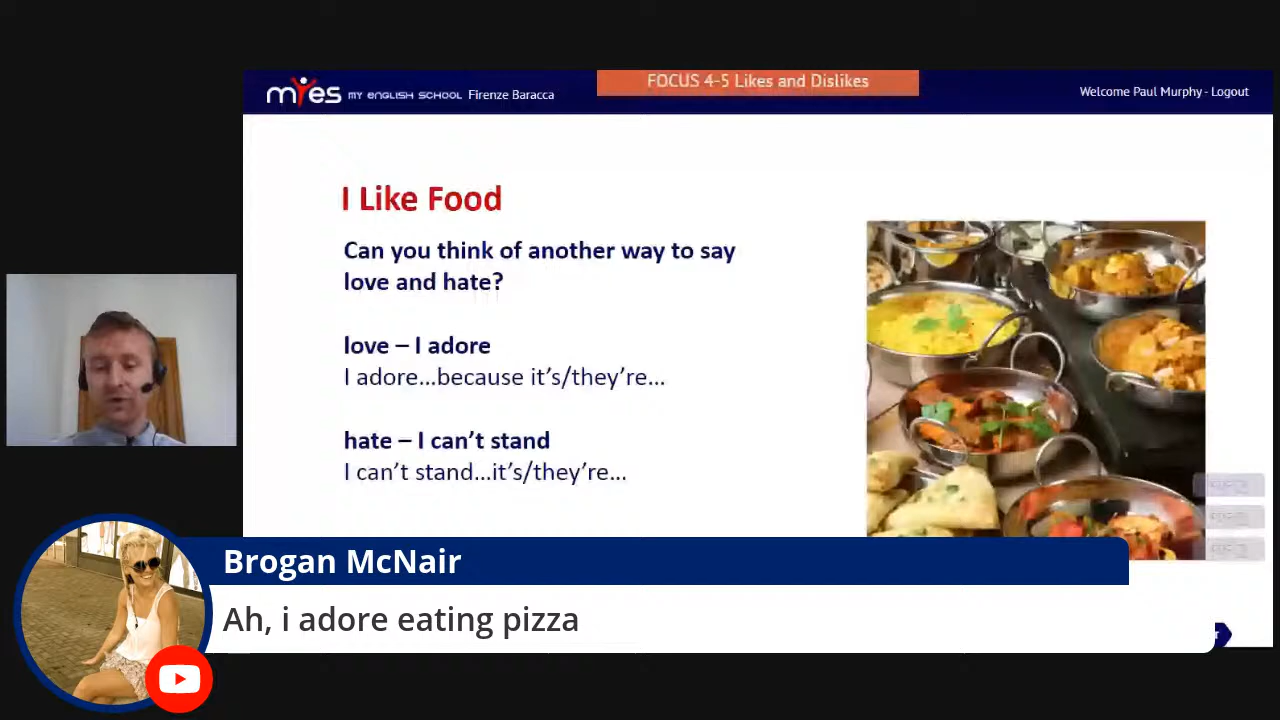 FOCUS 4-5 Likes and Dislikes
myes MY ENGLISH SCHOOL Firenze Baracca
Welcome Paul Murphy - Logout
I Like Food
Can you think of another way to say
love and hate?
love – I adore
I adore...because it's/they're...
hate – I can't stand
I can't stand...it's/they're...
Brogan McNair
Ah, i adore eating pizza